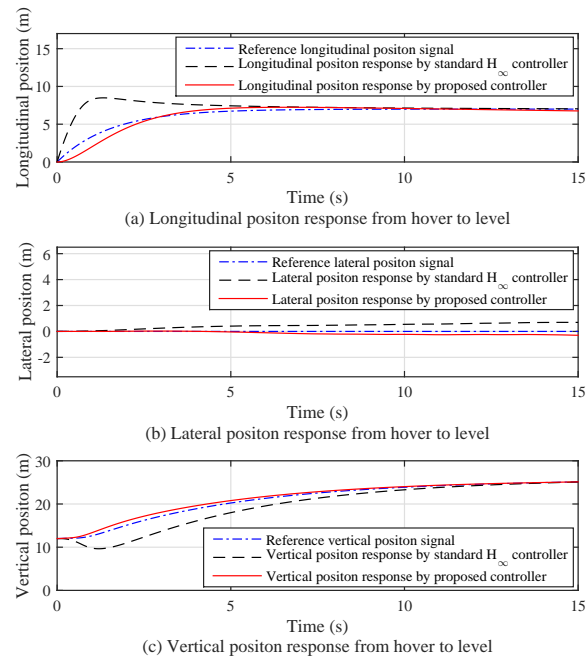 15
10
5
0
Longitudinal positon (m)
Reference longitudinal positon signal
Longitudinal positon response by standard H∞ controller
Longitudinal positon response by proposed controller
0 5 10 15
Time (s)
(a) Longitudinal positon response from hover to level
6
4
2
0
-2
Lateral positon (m)
Reference lateral positon signal
Lateral positon response by standard H∞ controller
Lateral positon response by proposed controller
0 5 10 15
Time (s)
(b) Lateral positon response from hover to level
30
20
10
0
Vertical positon (m)
Reference vertical positon signal
Vertical positon response by standard H∞ controller
Vertical positon response by proposed controller
0 5 10 15
Time (s)
(c) Vertical positon response from hover to level